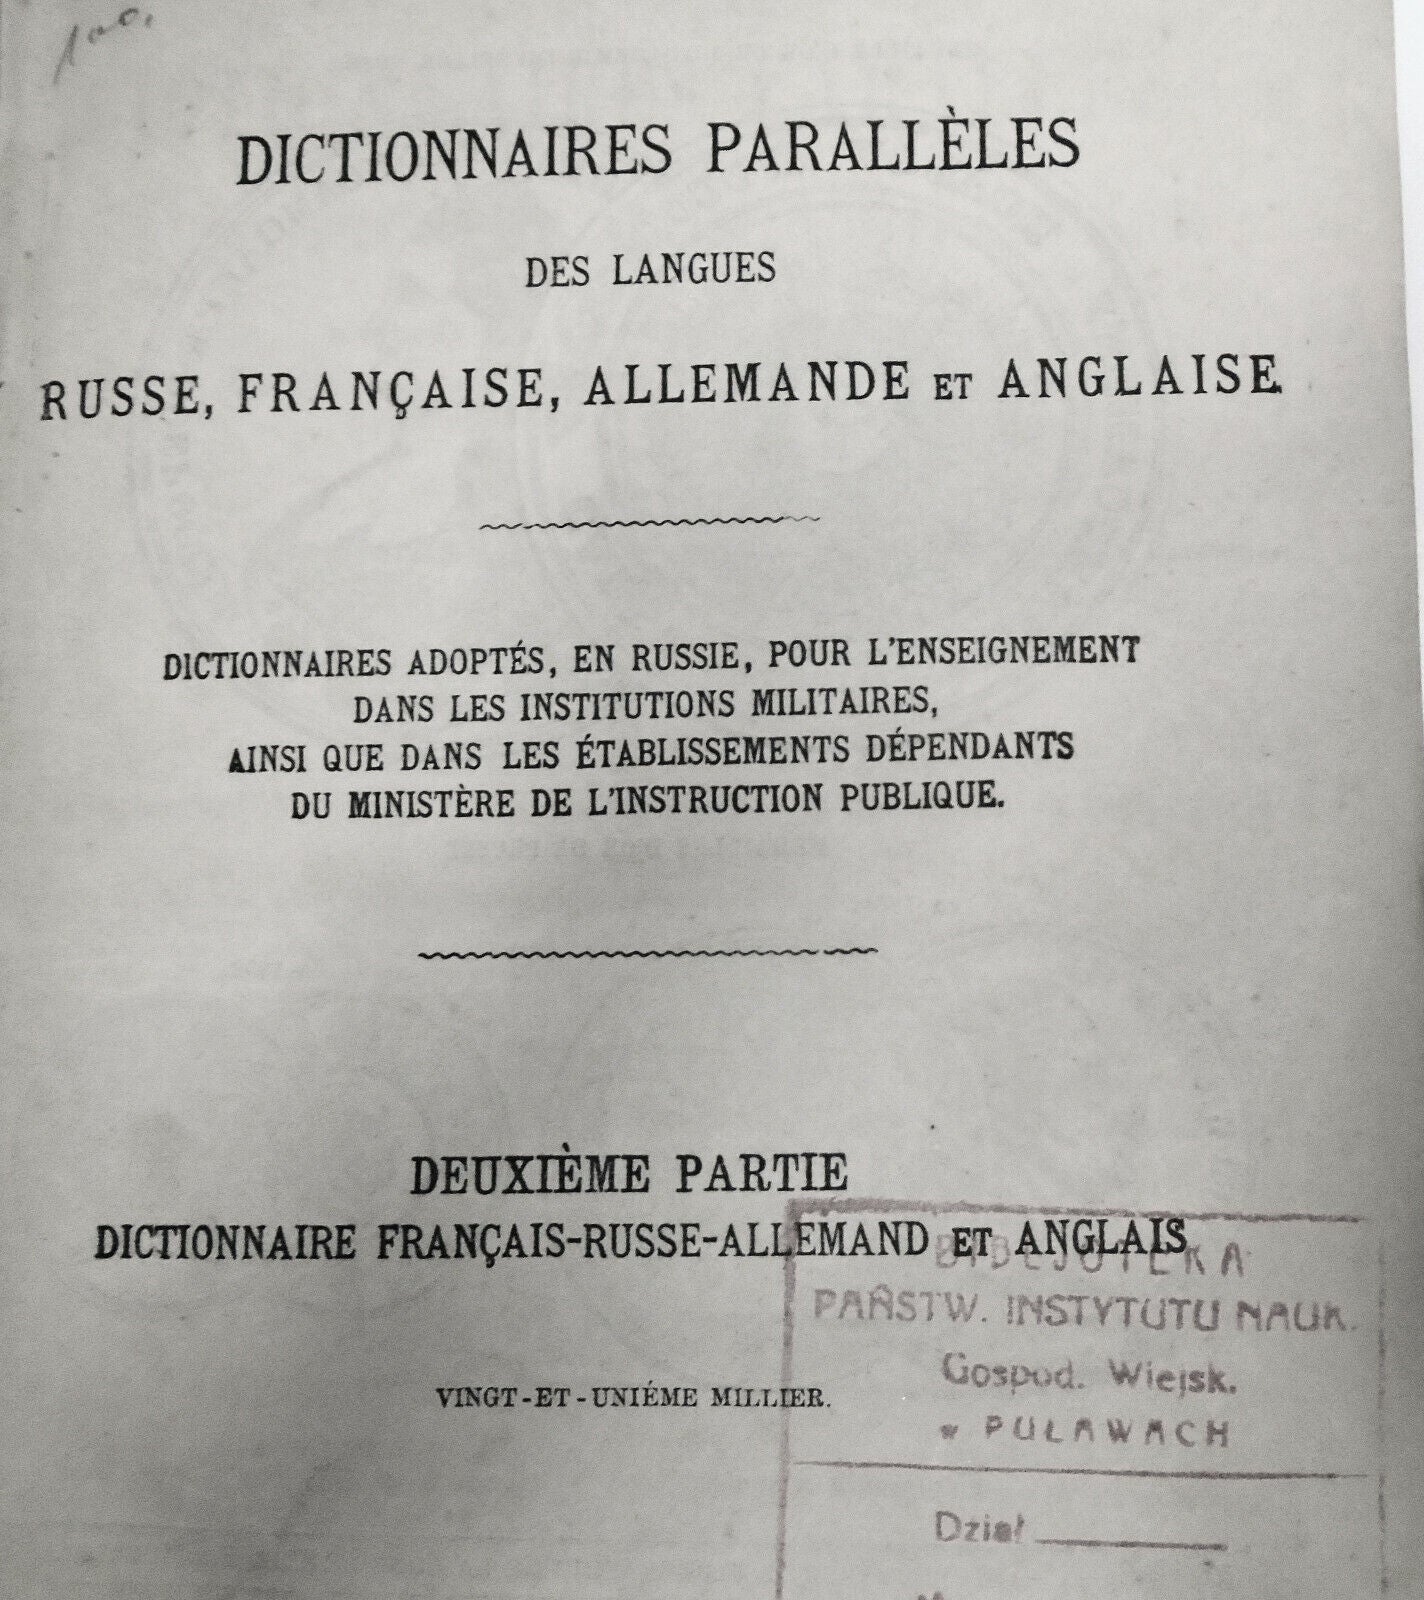 DICTIONNAIRES PARALLÈLES
DES LANGUES
RUSSE, FRANÇAISE, ALLEMANDE ET ANGLAISE
DICTIONNAIRES ADOPTÉS, EN RUSSIE, POUR L'ENSEIGNEMENT
DANS LES INSTITUTIONS MILITAIRES,
AINSI QUE DANS LES ÉTABLISSEMENTS DÉPENDANTS
DU MINISTÈRE DE L'INSTRUCTION PUBLIQUE.
DEUXIÈME PARTIE
DICTIONNAIRE FRANÇAIS-RUSSE-ALLEMAND ET ANGLAIS
VINGT-ET-UNIÉME MILLIER.
BIBLJOTEKA
PAŃSTW. INSTYTUTU NAUK.
Gospod. Wiejsk.
w PUŁAWACH
Dział